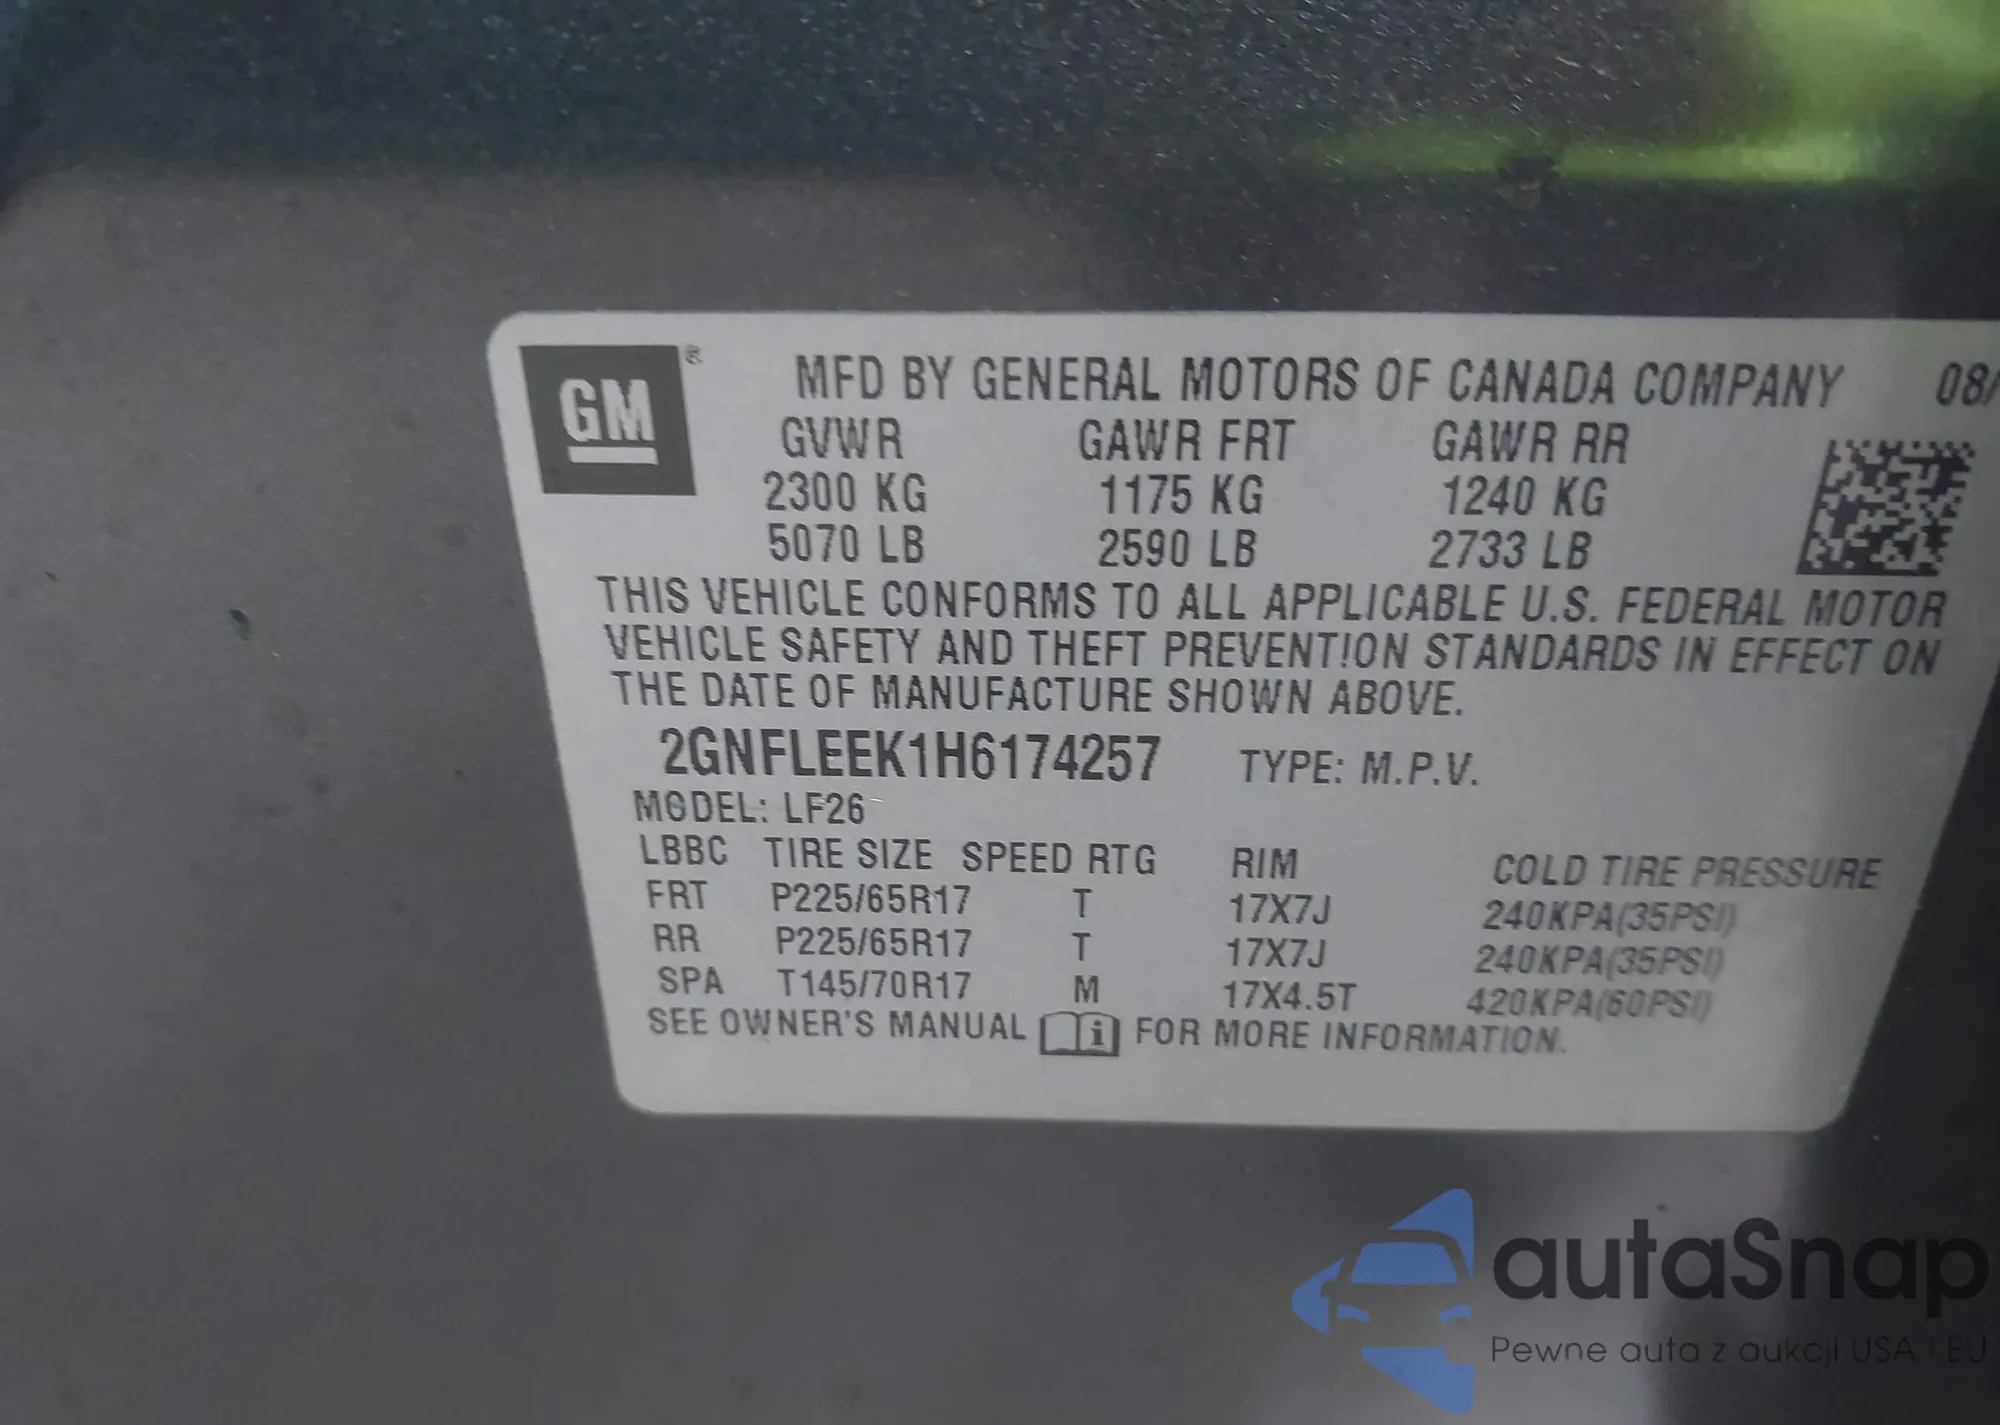 GM ® MFD BY GENERAL MOTORS OF CANADA COMPANY 08/
GVWR GAWR FRT GAWR RR
2300 KG 1175 KG 1240 KG
5070 LB 2590 LB 2733 LB
THIS VEHICLE CONFORMS TO ALL APPLICABLE U.S. FEDERAL MOTOR
VEHICLE SAFETY AND THEFT PREVENTION STANDARDS IN EFFECT ON
THE DATE OF MANUFACTURE SHOWN ABOVE.
2GNFLEEK1H6174257 TYPE: M.P.V.
MODEL: LF26
LBBC TIRE SIZE SPEED RTG RIM COLD TIRE PRESSURE
FRT P225/65R17 T 17X7J 240KPA(35PSI)
RR P225/65R17 T 17X7J 240KPA(35PSI)
SPA T145/70R17 M 17X4.5T 420KPA(60PSI)
SEE OWNER'S MANUAL i FOR MORE INFORMATION.
autaSnap
Pewne auta z aukcji USA i EU